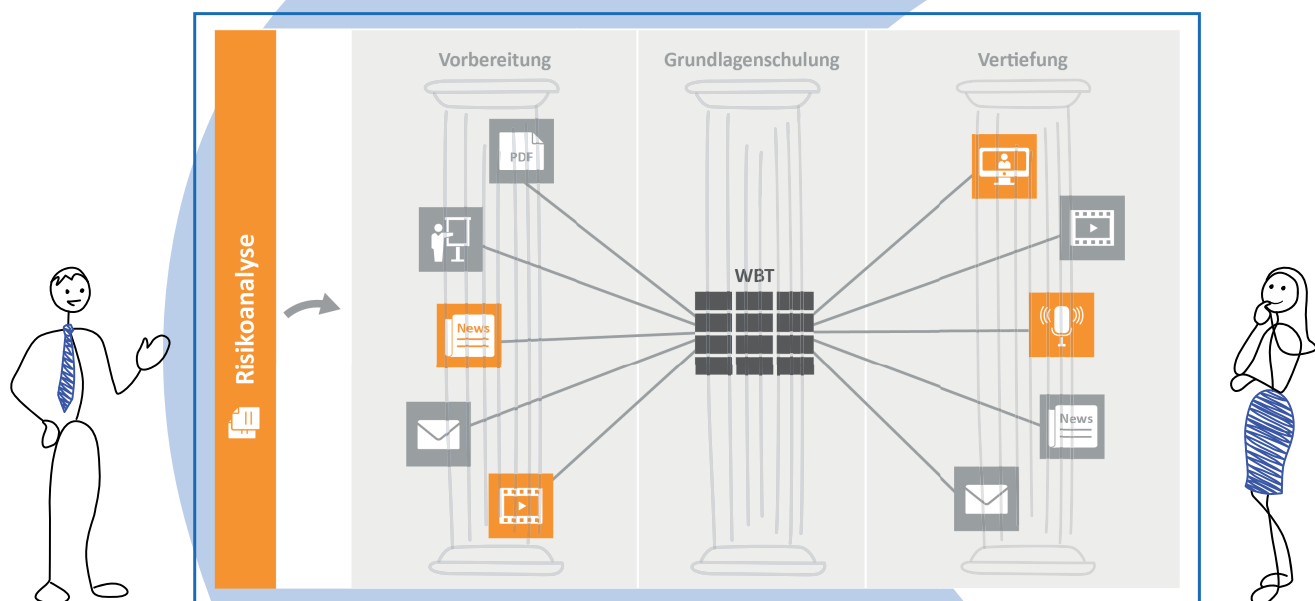 Risikoanalyse
Vorbereitung
Grundlagenschulung
Vertiefung
PDF
News
WBT
News